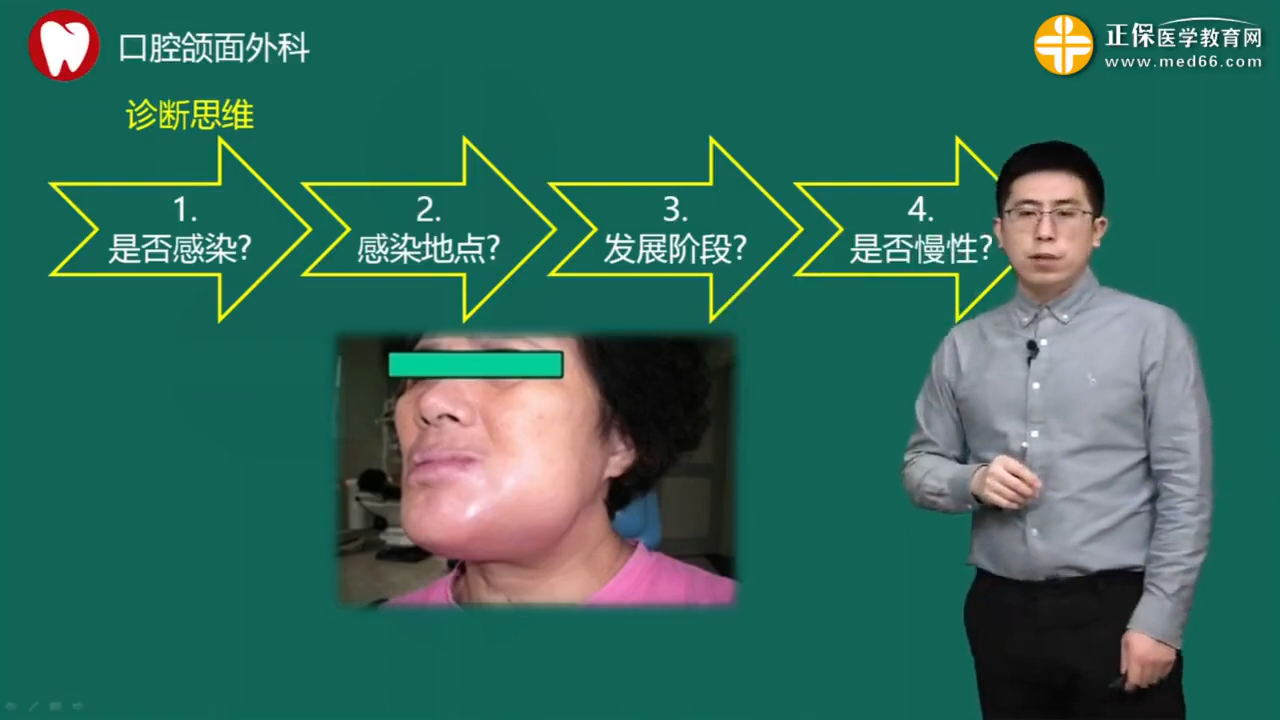 口腔颌面外科
正保医学教育网
www.med66.com
诊断思维
1.
是否感染?
2.
感染地点?
3.
发展阶段?
4.
是否慢性?